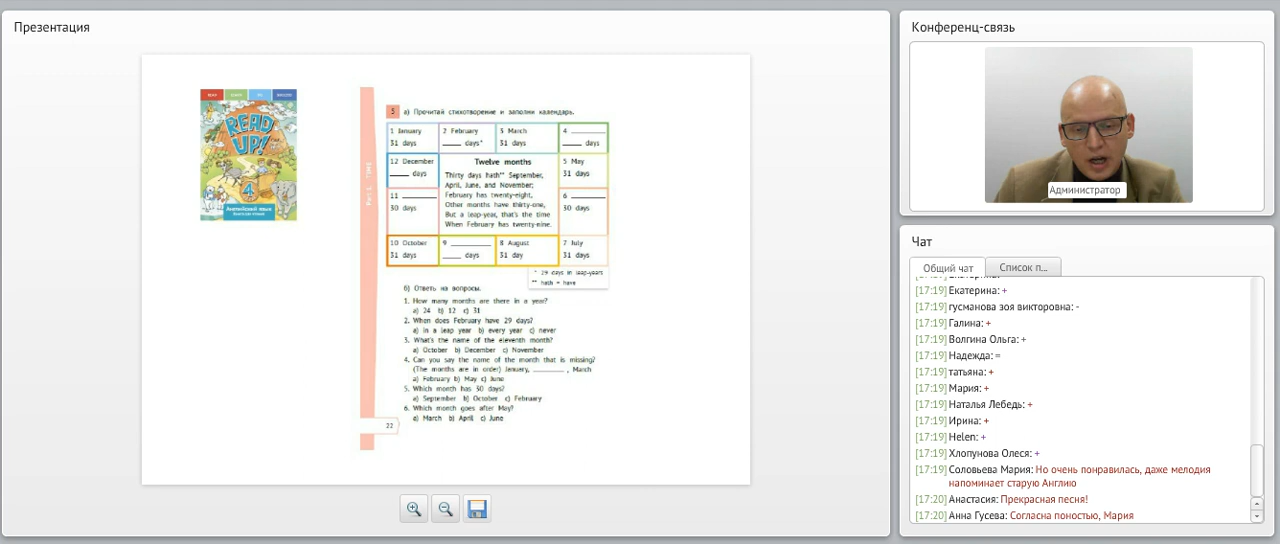 Презентация
READ UP!
4
Английский язык
5 а) Прочитай стихотворение и заполни календарь.
1 January
31 days
2 February
_____ days*
3 March
31 days
4 ________
_____ days
12 December
_____ days
Twelve months
Thirty days hath** September,
April, June, and November;
February has twenty-eight,
Other months have thirty-one,
But a leap-year, that's the time
When February has twenty-nine.
5 May
31 days
11 ________
30 days
6 ________
30 days
10 October
31 days
9 ________
_____ days
8 August
31 day
7 July
31 days
* 29 days in leap-years
** hath = have
б) Ответь на вопросы.
1. How many months are there in a year?
a) 24 b) 12 c) 31
2. When does February have 29 days?
a) in a leap year b) every year c) never
3. What's the name of the eleventh month?
a) October b) December c) November
4. Can you say the name of the month that is missing?
(The months are in order) January, ________ , March
a) February b) May c) June
5. Which month has 30 days?
a) September b) October c) February
6. Which month goes after May?
a) March b) April c) June
22
Конференц-связь
Администратор
Чат
Общий чат
Список п...
[17:19] Екатерина: +
[17:19] гусманова зоя викторовна: -
[17:19] Галина: +
[17:19] Волгина Ольга: +
[17:19] Надежда: =
[17:19] татьяна: +
[17:19] Мария: +
[17:19] Наталья Лебедь: +
[17:19] Ирина: +
[17:19] Helen: +
[17:19] Хлопунова Олеся: +
[17:19] Соловьева Мария: Но очень понравилась, даже мелодия
напоминает старую Англию
[17:20] Анастасия: Прекрасная песня!
[17:20] Анна Гусева: Согласна поностью, Мария